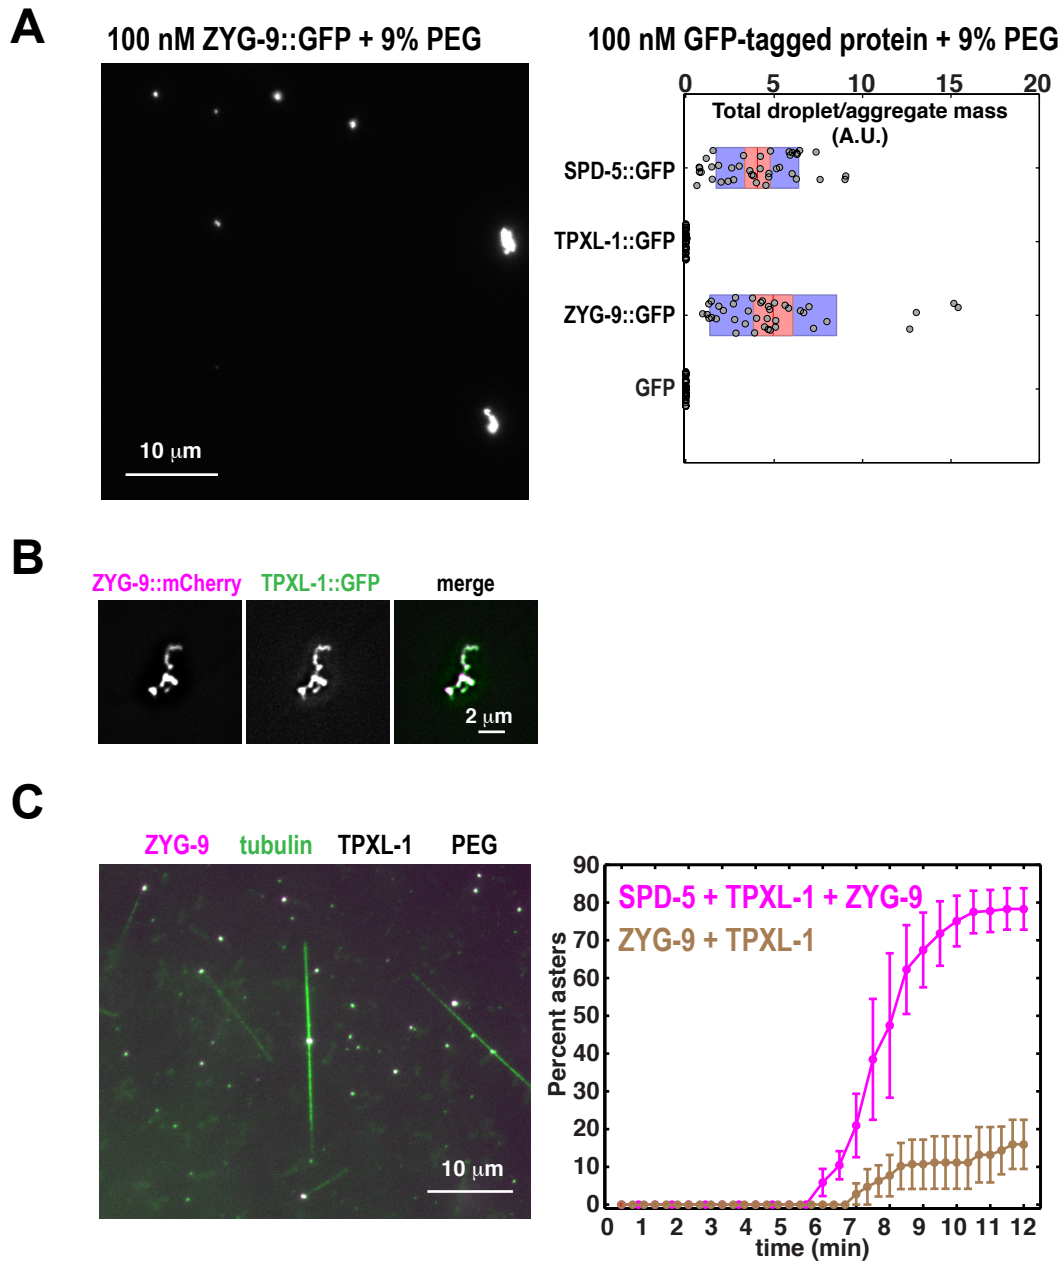 A
100 nM ZYG-9::GFP + 9% PEG
10 μm
100 nM GFP-tagged protein + 9% PEG
0 5 10 15 20
Total droplet/aggregate mass
(A.U.)
SPD-5::GFP
TPXL-1::GFP
ZYG-9::GFP
GFP
B
ZYG-9::mCherry TPXL-1::GFP merge
2 μm
C
ZYG-9 tubulin TPXL-1 PEG
10 μm
90
80
70
60
50
40
30
20
10
0
Percent asters
SPD-5 + TPXL-1 + ZYG-9
ZYG-9 + TPXL-1
0 1 2 3 4 5 6 7 8 9 10 11 12
time (min)